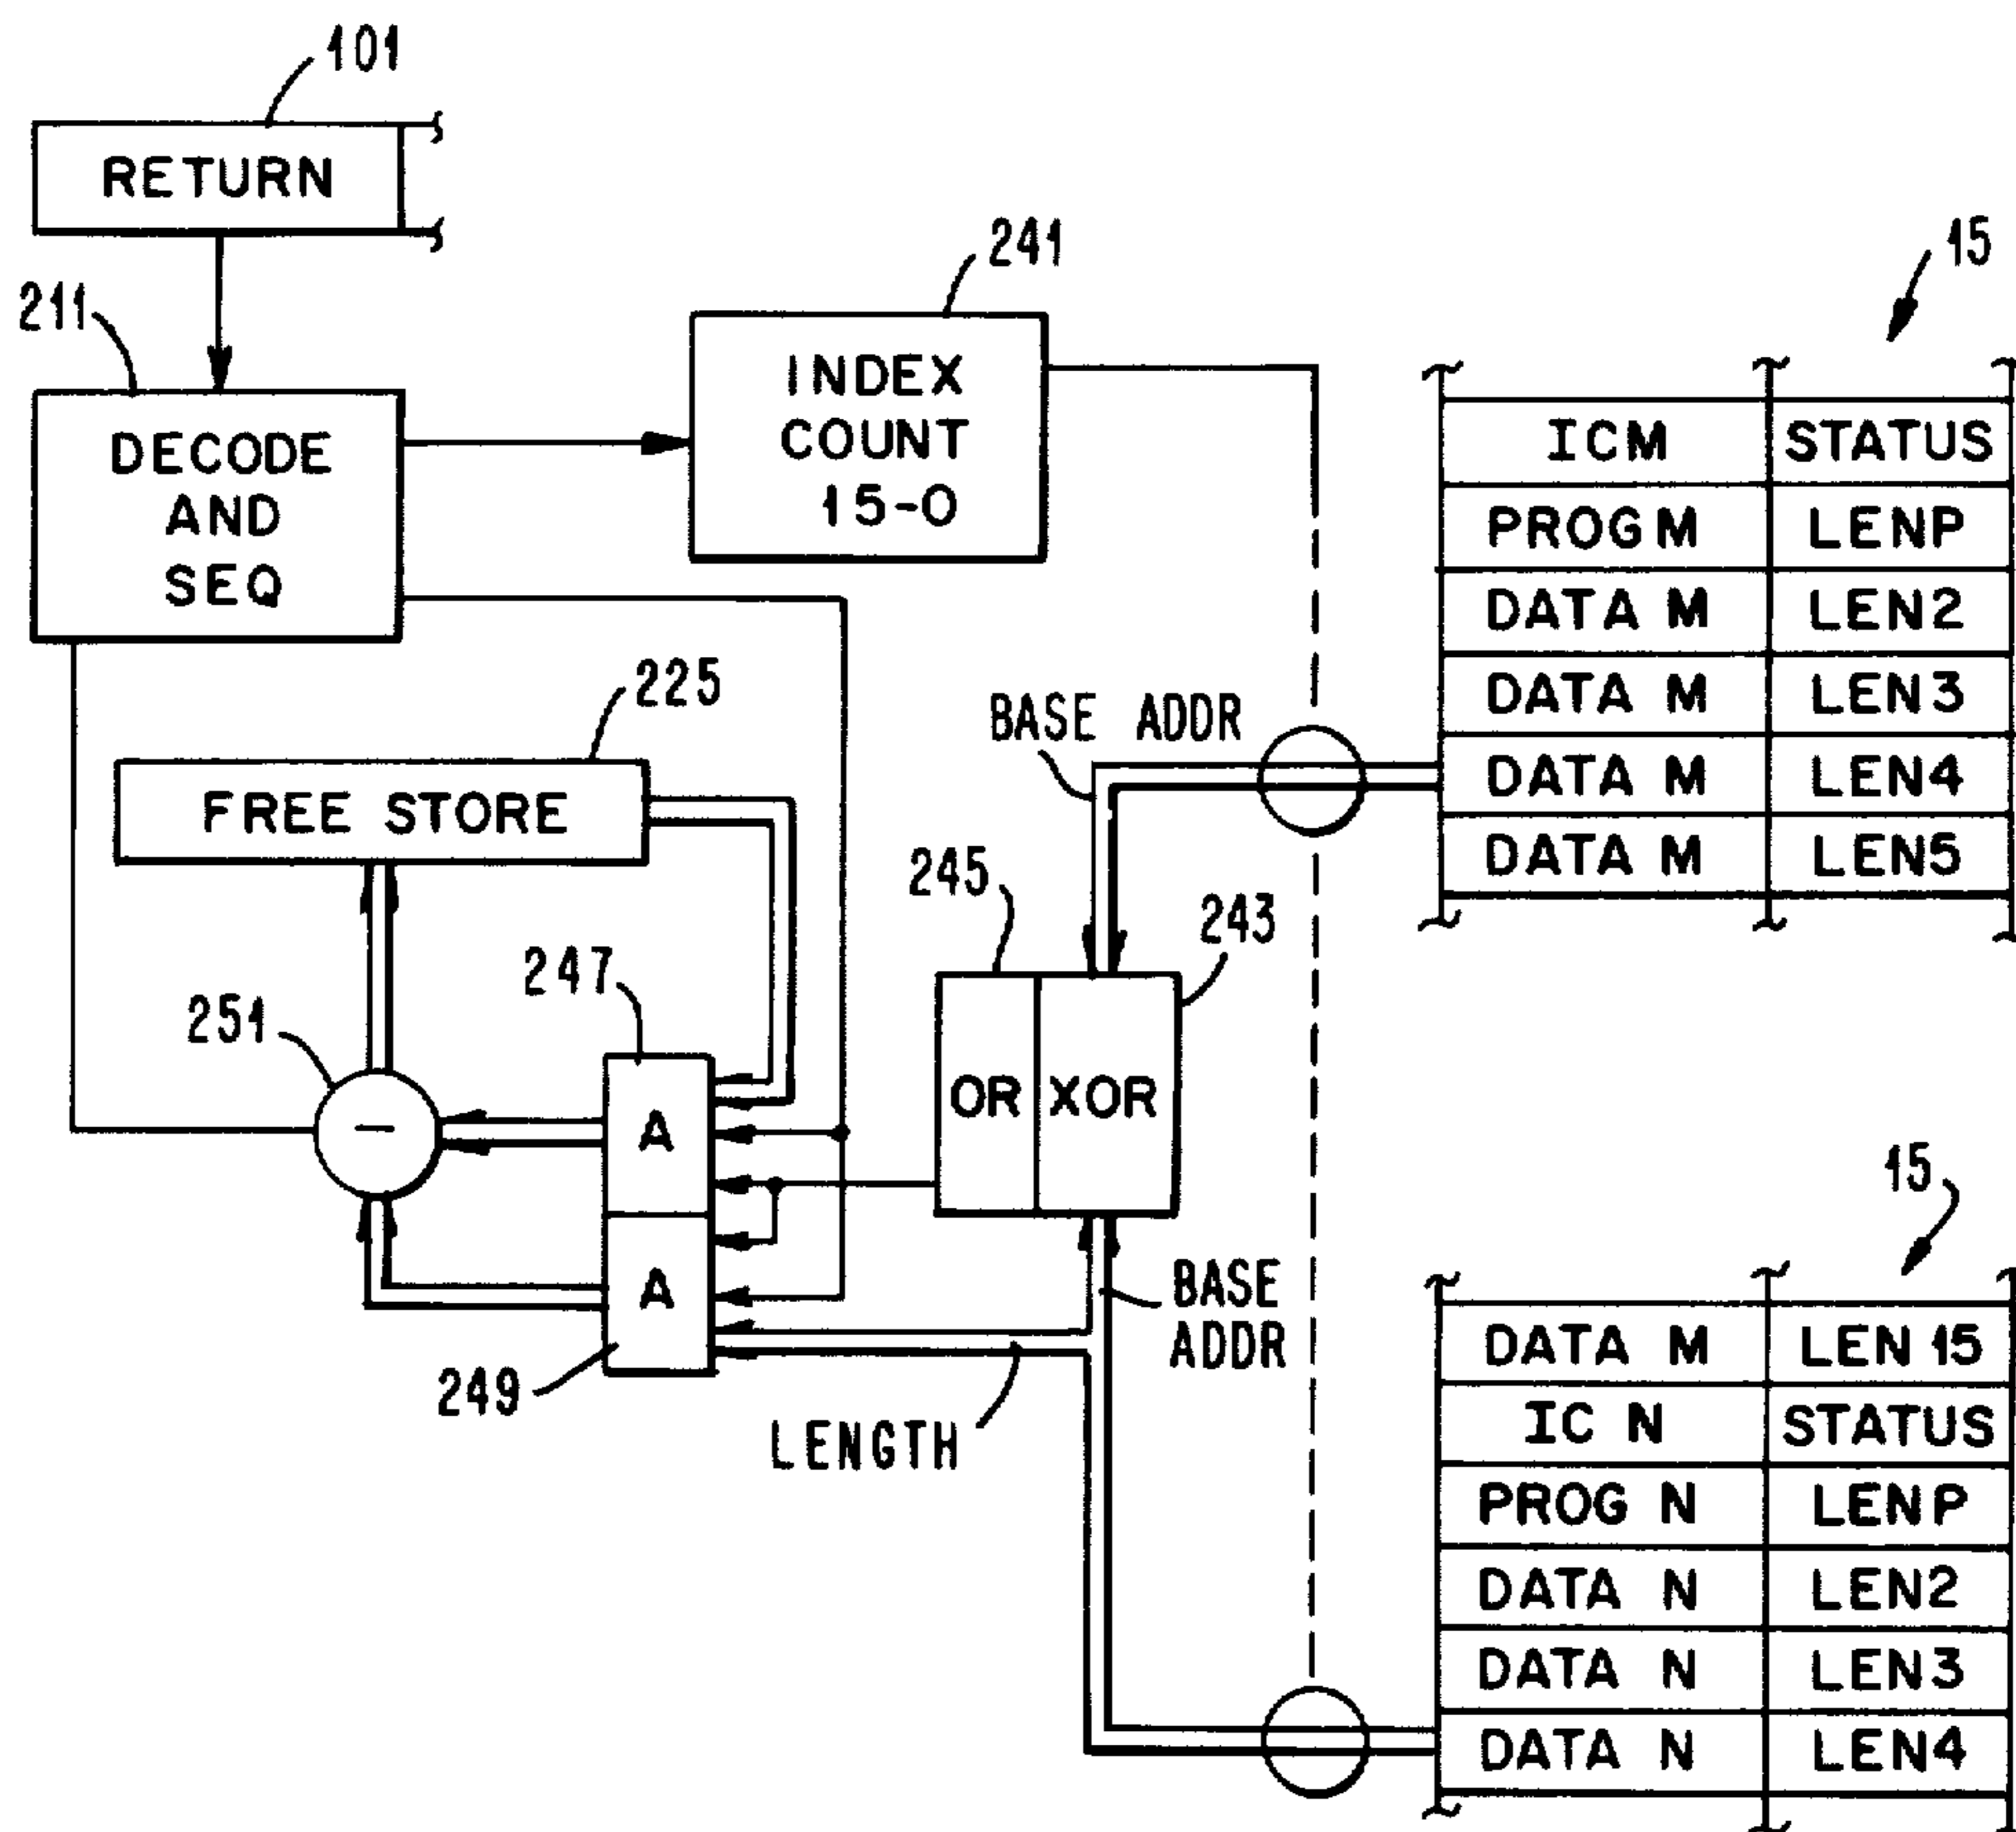 101
RETURN
211
DECODE
AND
SEQ
241
INDEX
COUNT
15-0
15
ICM STATUS
PROG M LENP
DATA M LEN2
DATA M LEN3
DATA M LEN4
DATA M LEN5
225
FREE STORE
BASE ADDR
245
243
OR XOR
247
A
251
—
A
249
BASE
ADDR
LENGTH
15
DATA M LEN 15
IC N STATUS
PROG N LENP
DATA N LEN2
DATA N LEN3
DATA N LEN4